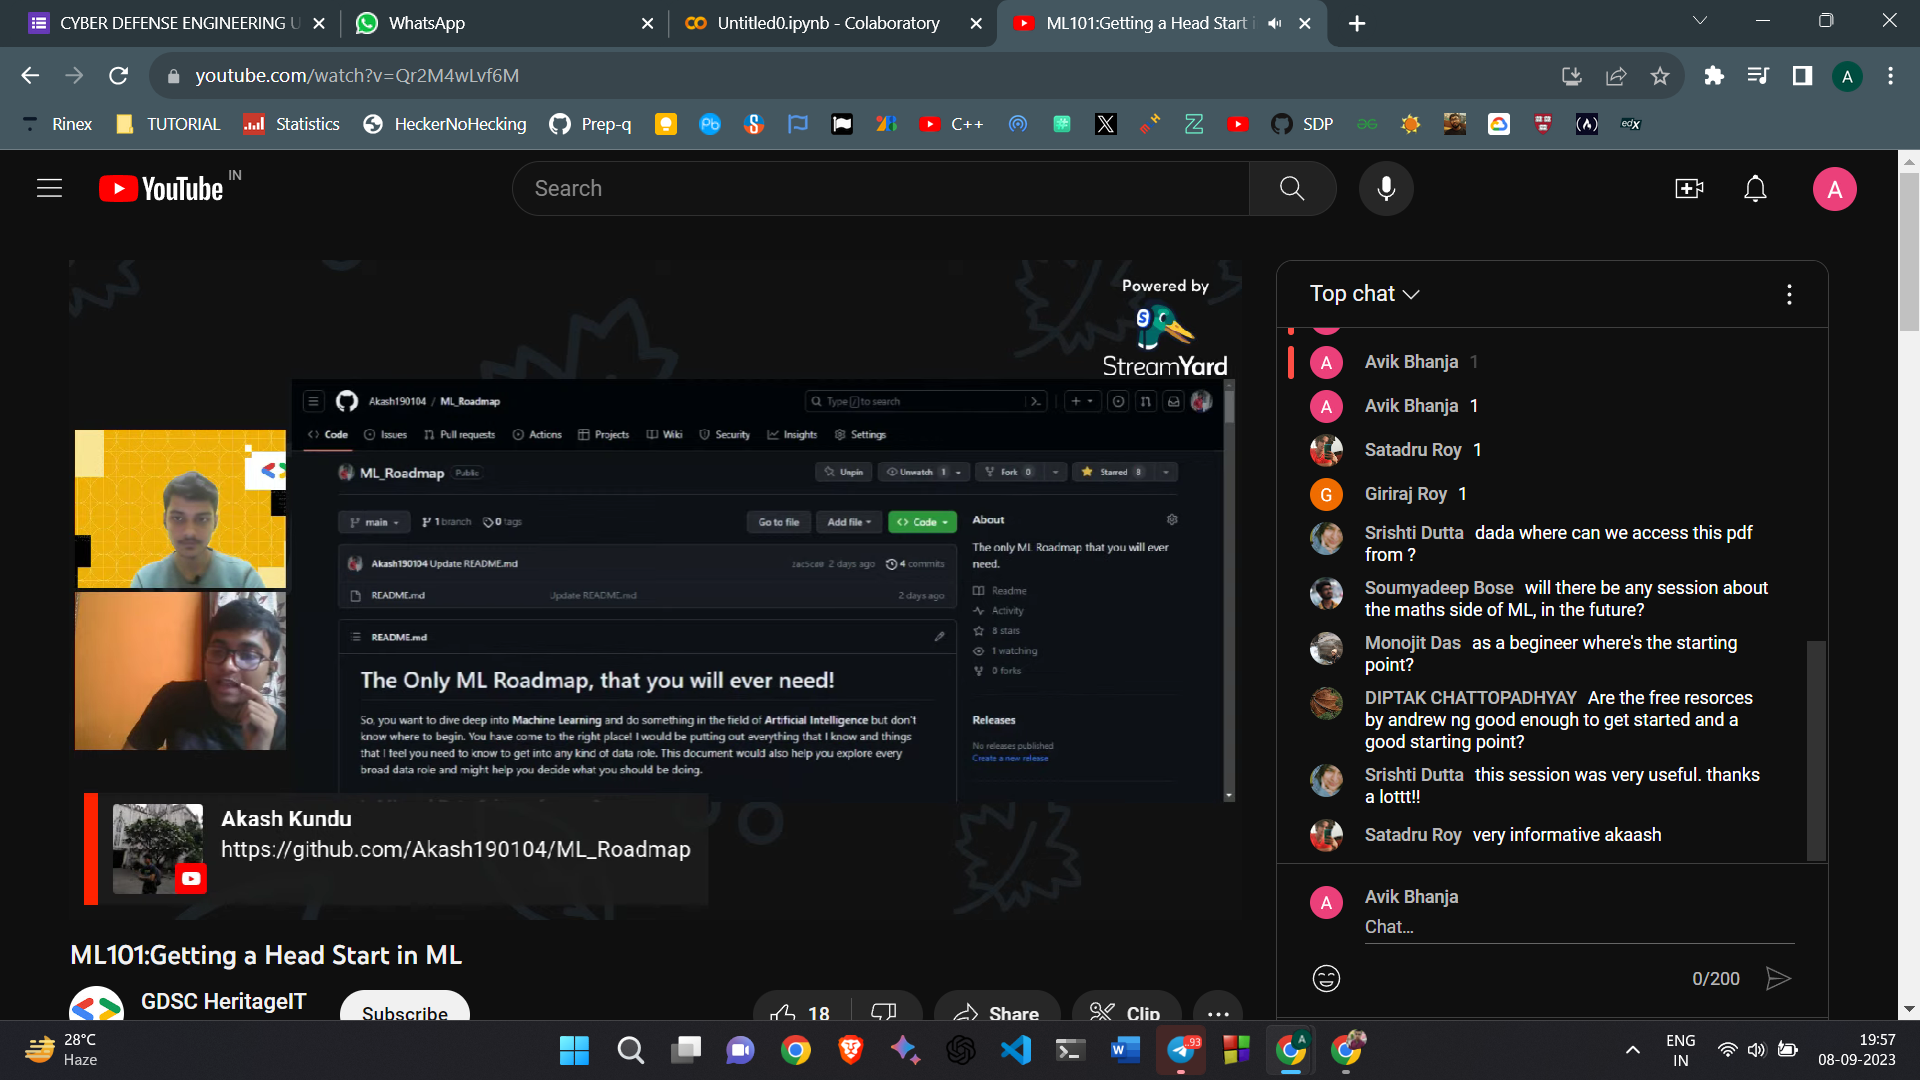 CYBER DEFENSE ENGINEERING U
WhatsApp
Untitled0.ipynb - Colaboratory
ML101:Getting a Head Start i
youtube.com/watch?v=Qr2M4wLvf6M
A
Rinex
TUTORIAL
Statistics
HeckerNoHecking
Prep-q
C++
SDP
edX
YouTube IN
Search
A
Powered by
StreamYard
Akash190104 / ML_Roadmap
Type / to search
Code
Issues
Pull requests
Actions
Projects
Wiki
Security
Insights
Settings
ML_Roadmap Public
Unpin
Unwatch 1
Fork 0
Starred 8
main
1 branch
0 tags
Go to file
Add file
Code
Akash190104 Update README.md
2 days ago
4 commits
README.md
Update README.md
2 days ago
README.md
The Only ML Roadmap, that you will ever need!
So, you want to dive deep into Machine Learning and do something in the field of Artificial Intelligence but don't
know where to begin. You have come to the right place! I would be putting out everything that I know and things
that I feel you need to know to get into any kind of data role. This document would also help you explore every
broad data role and might help you decide what you should be doing.
About
The only ML Roadmap that you will ever
need.
Readme
Activity
8 stars
1 watching
0 forks
Releases
No releases published
Create a new release
Akash Kundu
https://github.com/Akash190104/ML_Roadmap
ML101:Getting a Head Start in ML
GDSC HeritageIT
Subscribe
18
Share
Clip
Top chat
A Avik Bhanja 1
A Avik Bhanja 1
Satadru Roy 1
G Giriraj Roy 1
Srishti Dutta dada where can we access this pdf
from ?
Soumyadeep Bose will there be any session about
the maths side of ML, in the future?
Monojit Das as a begineer where's the starting
point?
DIPTAK CHATTOPADHYAY Are the free resorces
by andrew ng good enough to get started and a
good starting point?
Srishti Dutta this session was very useful. thanks
a lottt!!
Satadru Roy very informative akaash
A Avik Bhanja
Chat...
0/200
28°C
Haze
93
ENG
IN
19:57
08-09-2023